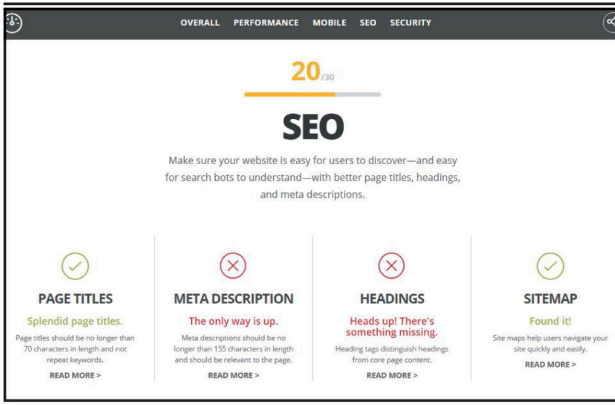 OVERALL PERFORMANCE MOBILE SEO SECURITY
20/30
SEO
Make sure your website is easy for users to discover—and easy
for search bots to understand—with better page titles, headings,
and meta descriptions.
PAGE TITLES
Splendid page titles.
Page titles should be no longer than
70 characters in length and not
repeat keywords.
READ MORE >
META DESCRIPTION
The only way is up.
Meta descriptions should be no
longer than 155 characters in length
and should be relevant to the page.
READ MORE >
HEADINGS
Heads up! There's
something missing.
Heading tags distinguish headings
from core page content.
READ MORE >
SITEMAP
Found it!
Site maps help users navigate your
site quickly and easily.
READ MORE >